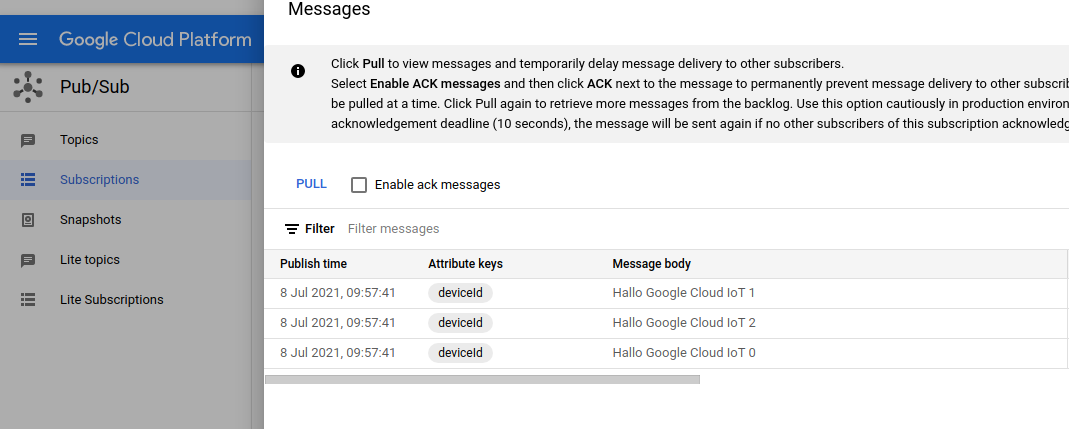 Messages
Google Cloud Platform
Pub/Sub
Topics
Subscriptions
Snapshots
Lite topics
Lite Subscriptions
Click Pull to view messages and temporarily delay message delivery to other subscribers.
Select Enable ACK messages and then click ACK next to the message to permanently prevent message delivery to other
be pulled at a time. Click Pull again to retrieve more messages from the backlog. Use this option cautiously in production
acknowledgement deadline (10 seconds), the message will be sent again if no other subscribers of this subscription
PULL Enable ack messages
Filter Filter messages
Publish time Attribute keys Message body
8 Jul 2021, 09:57:41 deviceId Hallo Google Cloud IoT 1
8 Jul 2021, 09:57:41 deviceId Hallo Google Cloud IoT 2
8 Jul 2021, 09:57:41 deviceId Hallo Google Cloud IoT 0